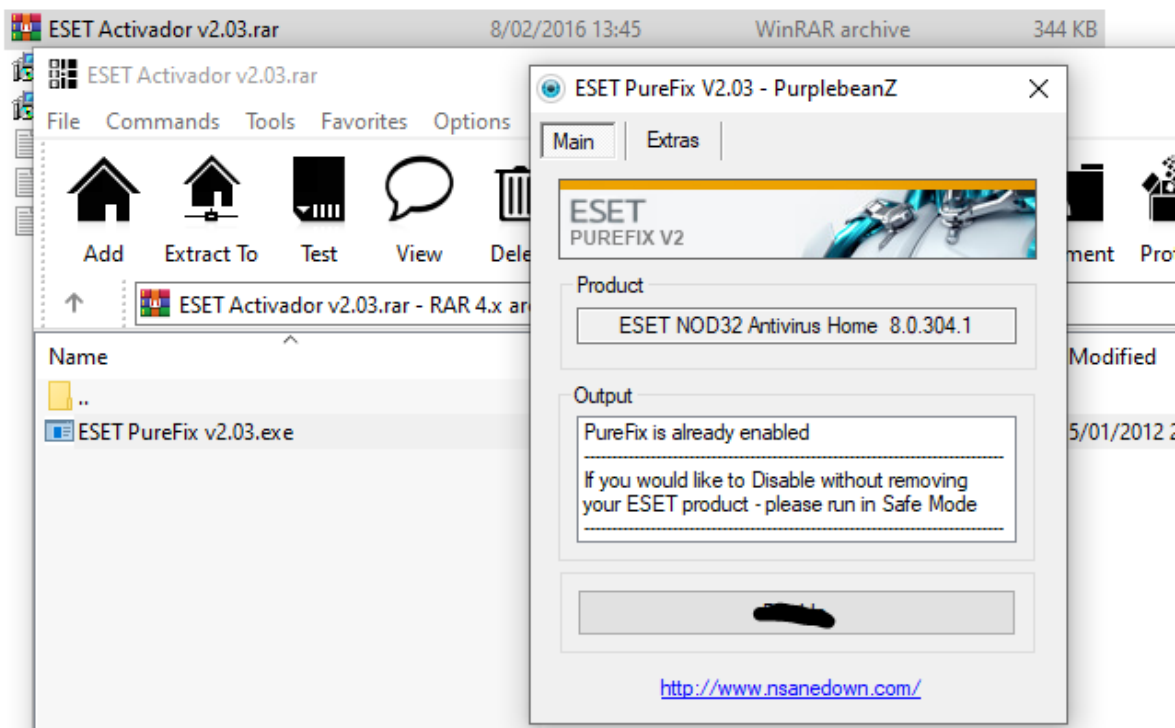 ESET Activador v2.03.rar 8/02/2016 13:45 WinRAR archive 344 KB
ESET Activador v2.03.rar
File Commands Tools Favorites Options
Add Extract To Test View
ESET Activador v2.03.rar - RAR 4.x
Name Modified
..
ESET PureFix v2.03.exe 5/01/2012
ESET PureFix V2.03 - PurplebeanZ
Main Extras
ESET
PUREFIX V2
Product
ESET NOD32 Antivirus Home 8.0.304.1
Output
PureFix is already enabled
If you would like to Disable without removing
your ESET product - please run in Safe Mode
http://www.nsanedown.com/